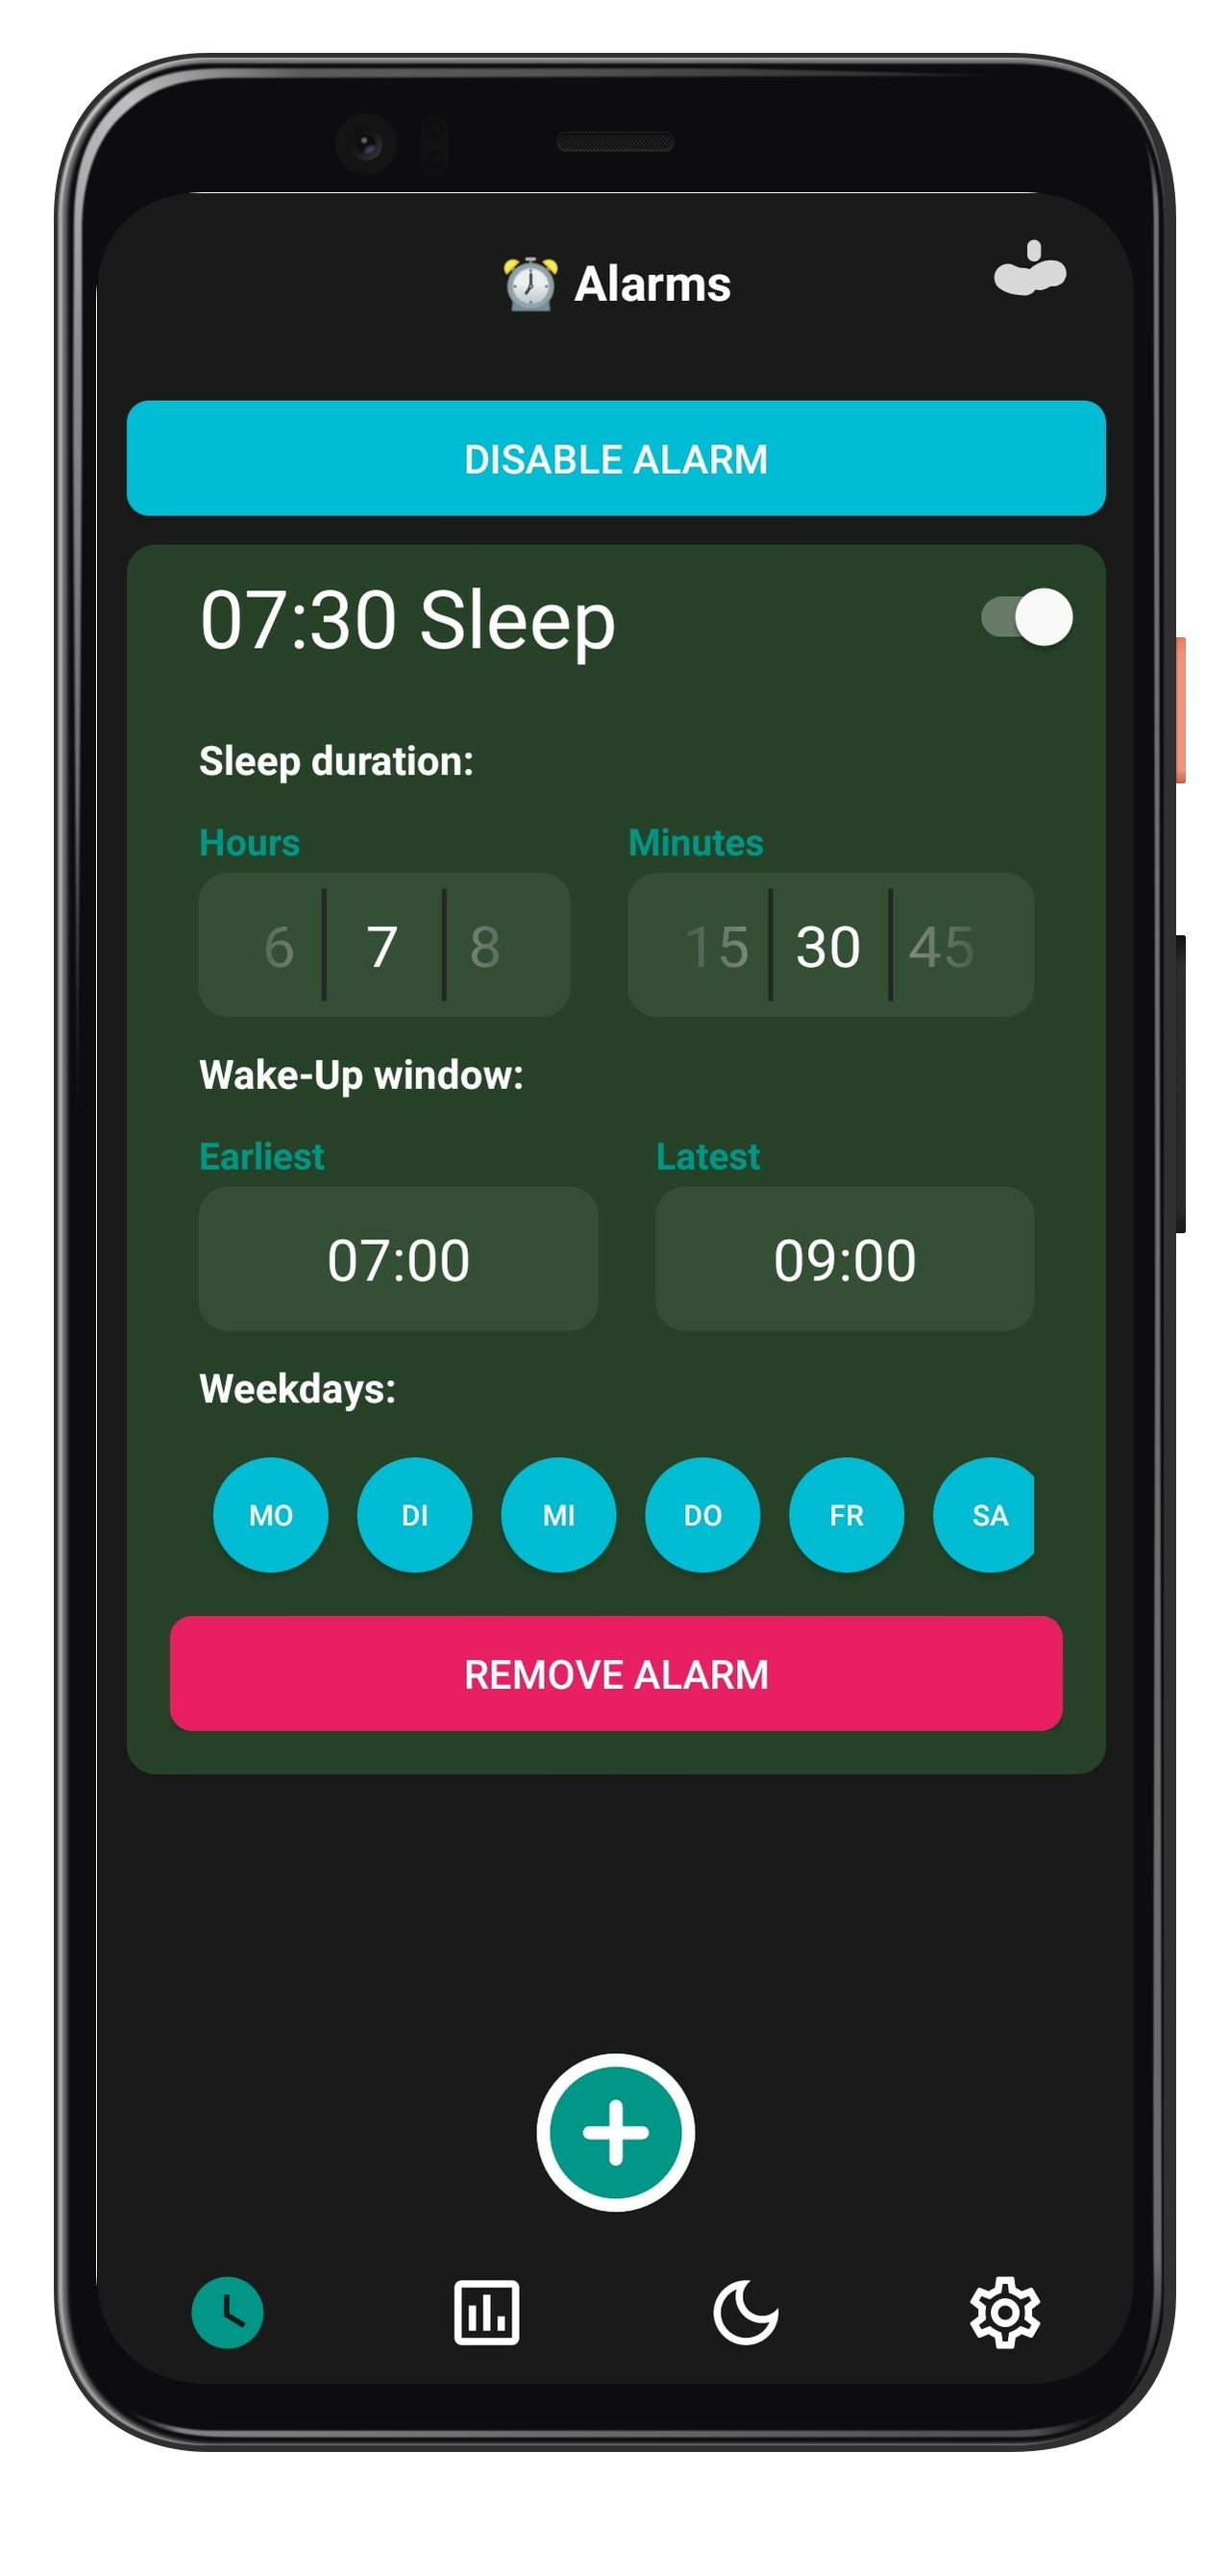 Alarms
DISABLE ALARM
07:30 Sleep
Sleep duration:
Hours Minutes
6 7 8 15 30 45
Wake-Up window:
Earliest Latest
07:00 09:00
Weekdays:
MO DI MI DO FR SA
REMOVE ALARM